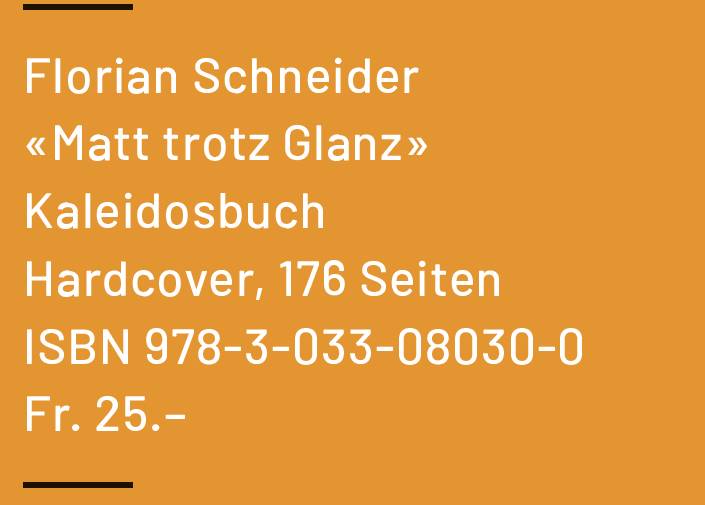 Florian Schneider
«Matt trotz Glanz»
Kaleidosbuch
Hardcover, 176 Seiten
ISBN 978-3-033-08030-0
Fr. 25.–